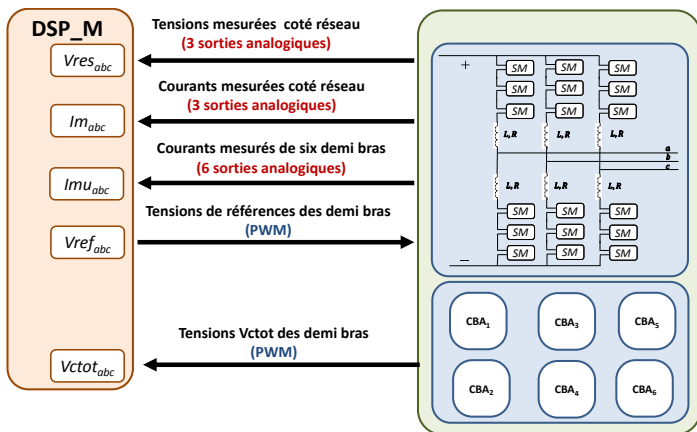 DSP_M
Vres_abc
Im_abc
Imu_abc
Vref_abc
Vctot_abc
Tensions mesurées coté réseau
(3 sorties analogiques)
Courants mesurées coté réseau
(3 sorties analogiques)
Courants mesurés de six demi bras
(6 sorties analogiques)
Tensions de références des demi bras
(PWM)
Tensions Vctot des demi bras
(PWM)
+
SM SM SM
SM SM SM
SM SM SM
L,R L,R L,R
a
b
c
L,R L,R L,R
SM SM SM
SM SM SM
SM SM SM
−
CBA1 CBA3 CBA5
CBA2 CBA4 CBA6